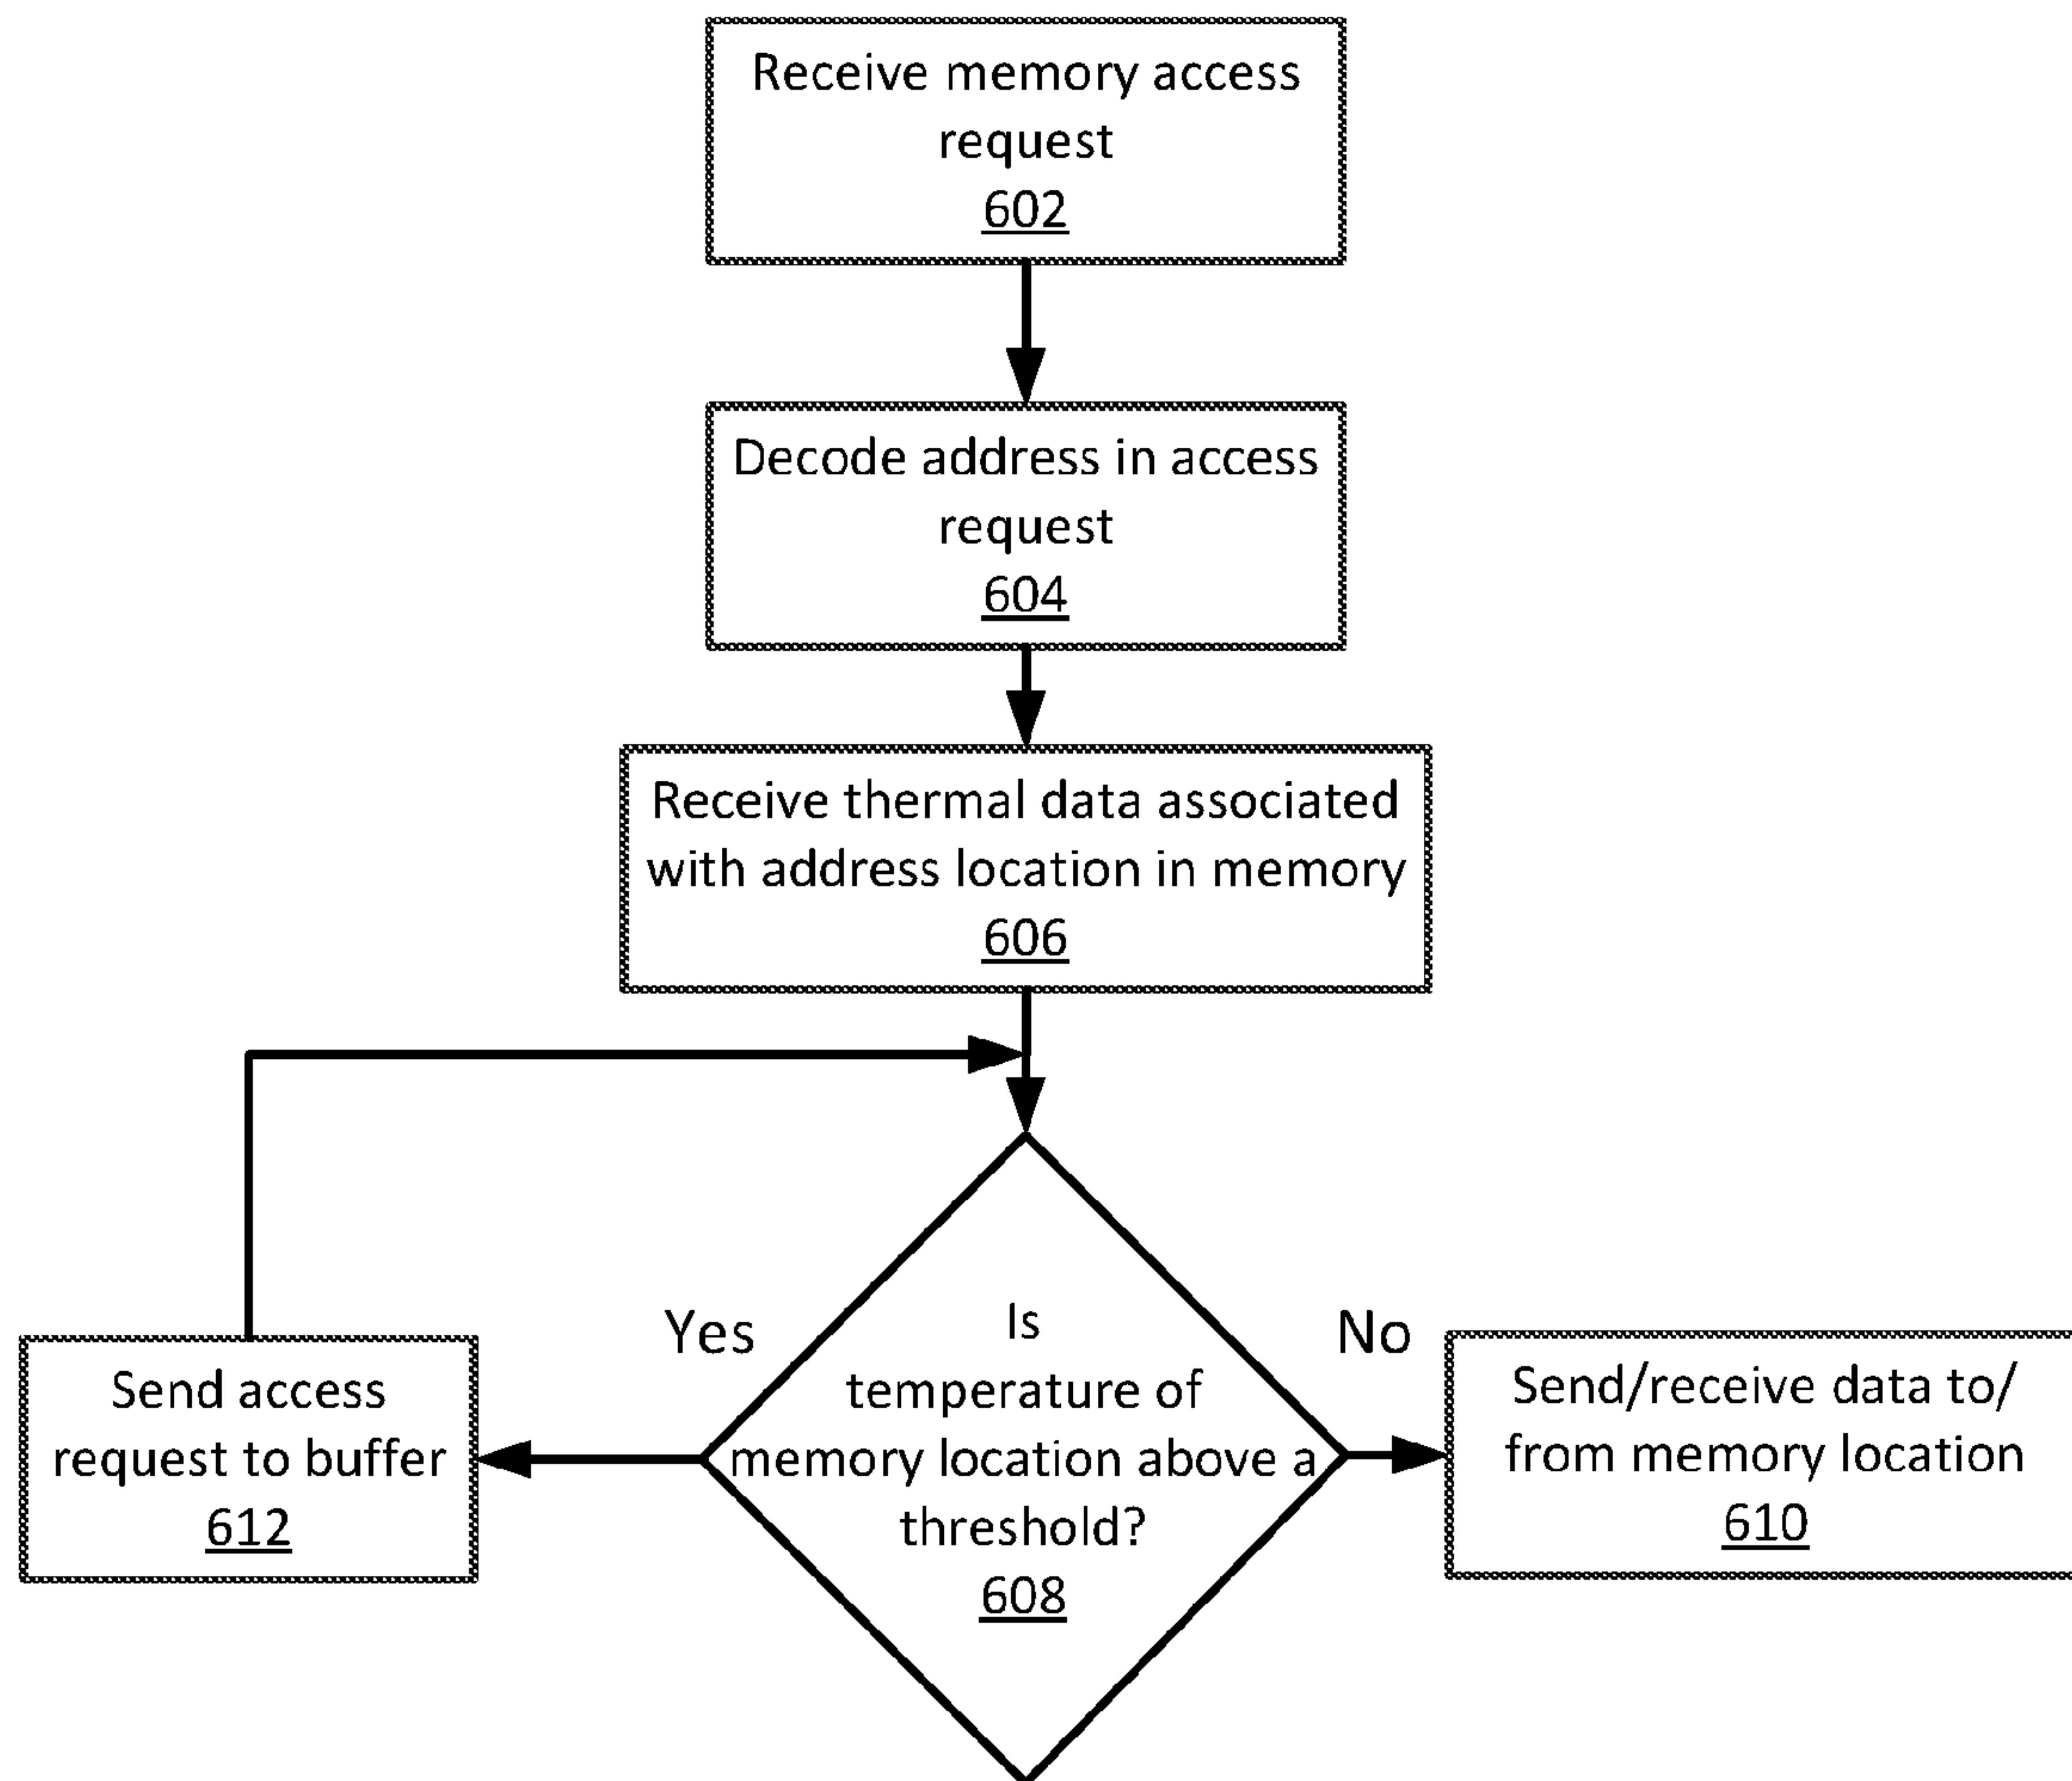 Receive memory access
request
602
Decode address in access
request
604
Receive thermal data associated
with address location in memory
606
Yes
No
Is
temperature of
memory location above a
threshold?
608
Send access
request to buffer
612
Send/receive data to/
from memory location
610